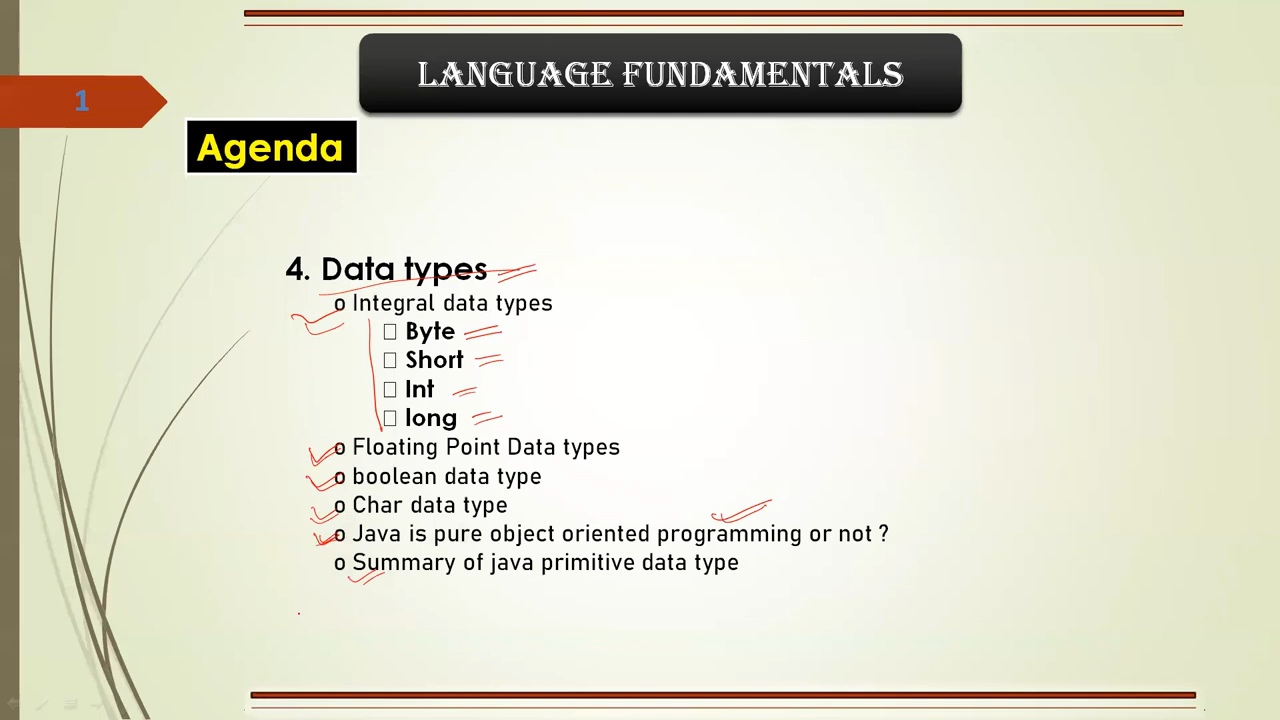 LANGUAGE FUNDAMENTALS
1
Agenda
4. Data types
o Integral data types
□ Byte
□ Short
□ Int
□ long
o Floating Point Data types
o boolean data type
o Char data type
o Java is pure object oriented programming or not ?
o Summary of java primitive data type